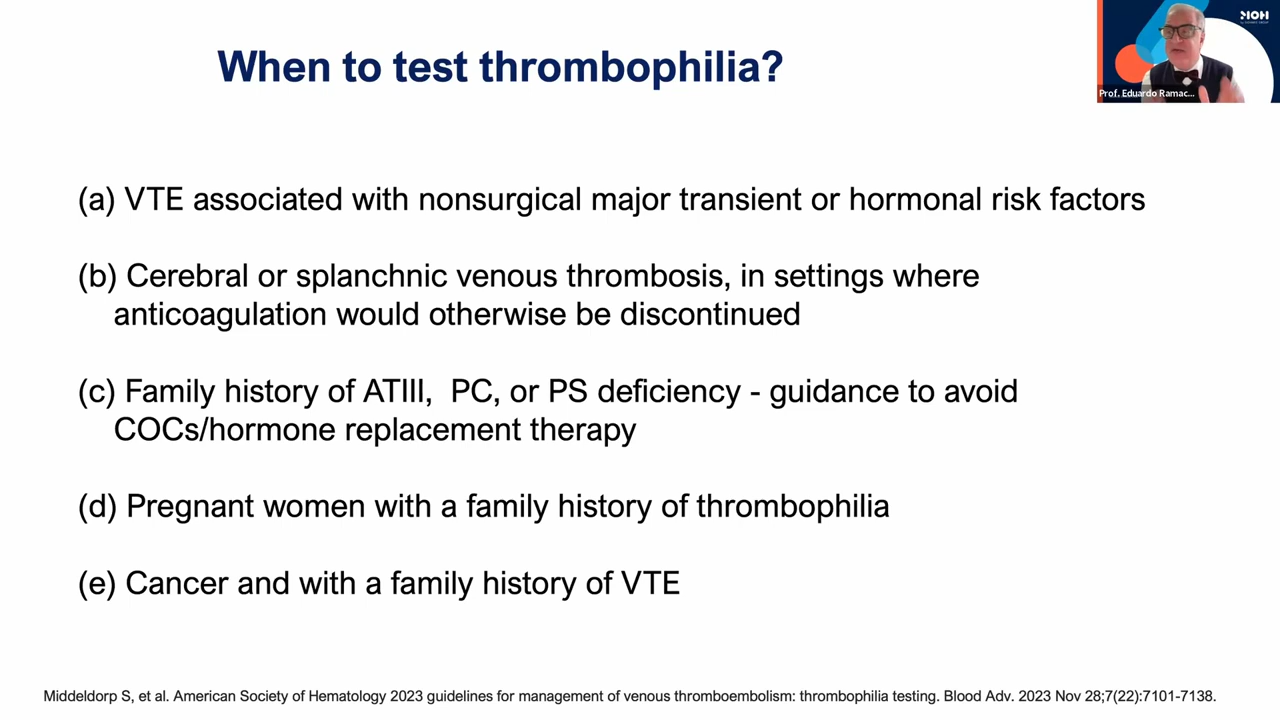 When to test thrombophilia?
Prof. Eduardo Ramac...
(a) VTE associated with nonsurgical major transient or hormonal risk factors
(b) Cerebral or splanchnic venous thrombosis, in settings where
anticoagulation would otherwise be discontinued
(c) Family history of ATIII, PC, or PS deficiency - guidance to avoid
COCs/hormone replacement therapy
(d) Pregnant women with a family history of thrombophilia
(e) Cancer and with a family history of VTE
Middeldorp S, et al. American Society of Hematology 2023 guidelines for management of venous thromboembolism: thrombophilia testing. Blood Adv. 2023 Nov 28;7(22):7101-7138.